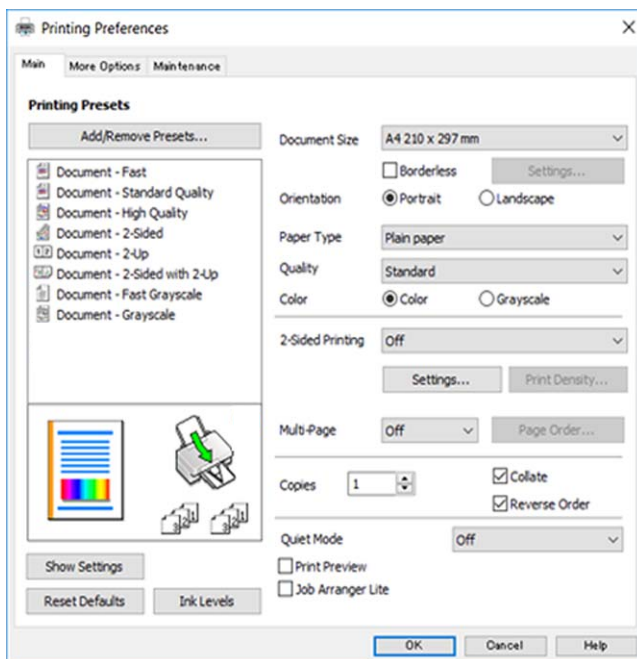 Printing Preferences
Main
More Options
Maintenance
Printing Presets
Add/Remove Presets...
Document - Fast
Document - Standard Quality
Document - High Quality
Document - 2-Sided
Document - 2-Up
Document - 2-Sided with 2-Up
Document - Fast Grayscale
Document - Grayscale
Show Settings
Reset Defaults
Ink Levels
Document Size
A4 210 x 297 mm
Borderless
Settings...
Orientation
Portrait
Landscape
Paper Type
Plain paper
Quality
Standard
Color
Color
Grayscale
2-Sided Printing
Off
Settings...
Print Density...
Multi-Page
Off
Page Order...
Copies
1
Collate
Reverse Order
Quiet Mode
Off
Print Preview
Job Arranger Lite
OK
Cancel
Help